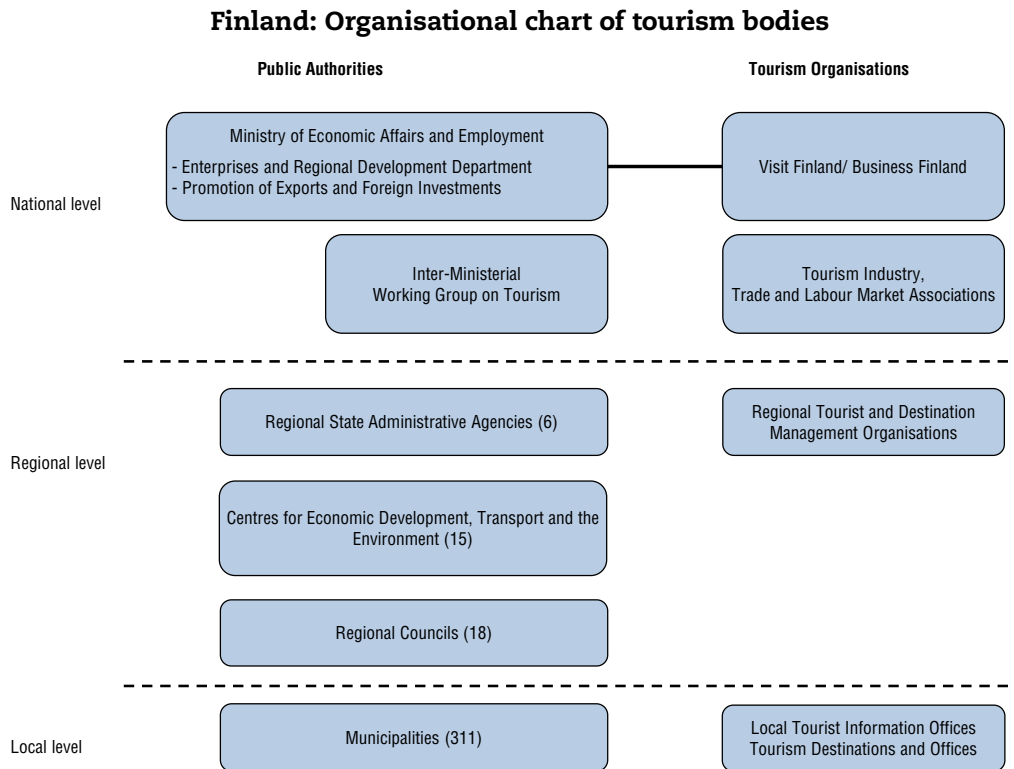 Finland: Organisational chart of tourism bodies
Public Authorities
Tourism Organisations
National level
Ministry of Economic Affairs and Employment
- Enterprises and Regional Development Department
- Promotion of Exports and Foreign Investments
Visit Finland/ Business Finland
Inter-Ministerial
Working Group on Tourism
Tourism Industry,
Trade and Labour Market Associations
Regional level
Regional State Administrative Agencies (6)
Regional Tourist and Destination
Management Organisations
Centres for Economic Development, Transport and the
Environment (15)
Regional Councils (18)
Local level
Municipalities (311)
Local Tourist Information Offices
Tourism Destinations and Offices